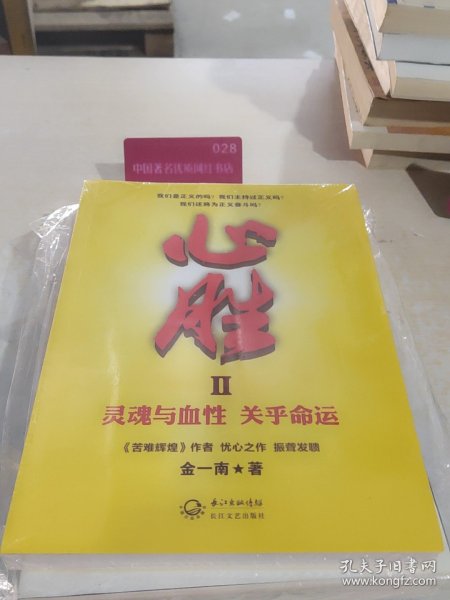 028
中国著名优质网红书店
我们是正义的吗？我们主持过正义吗？
我们还将为正义奋斗吗？
心
胜
II
灵魂与血性 关乎命运
《苦难辉煌》作者 忧心之作 振聋发聩
金一南★著
长江出版传媒
长江文艺出版社
孔夫子旧书网
www.kongfz.com